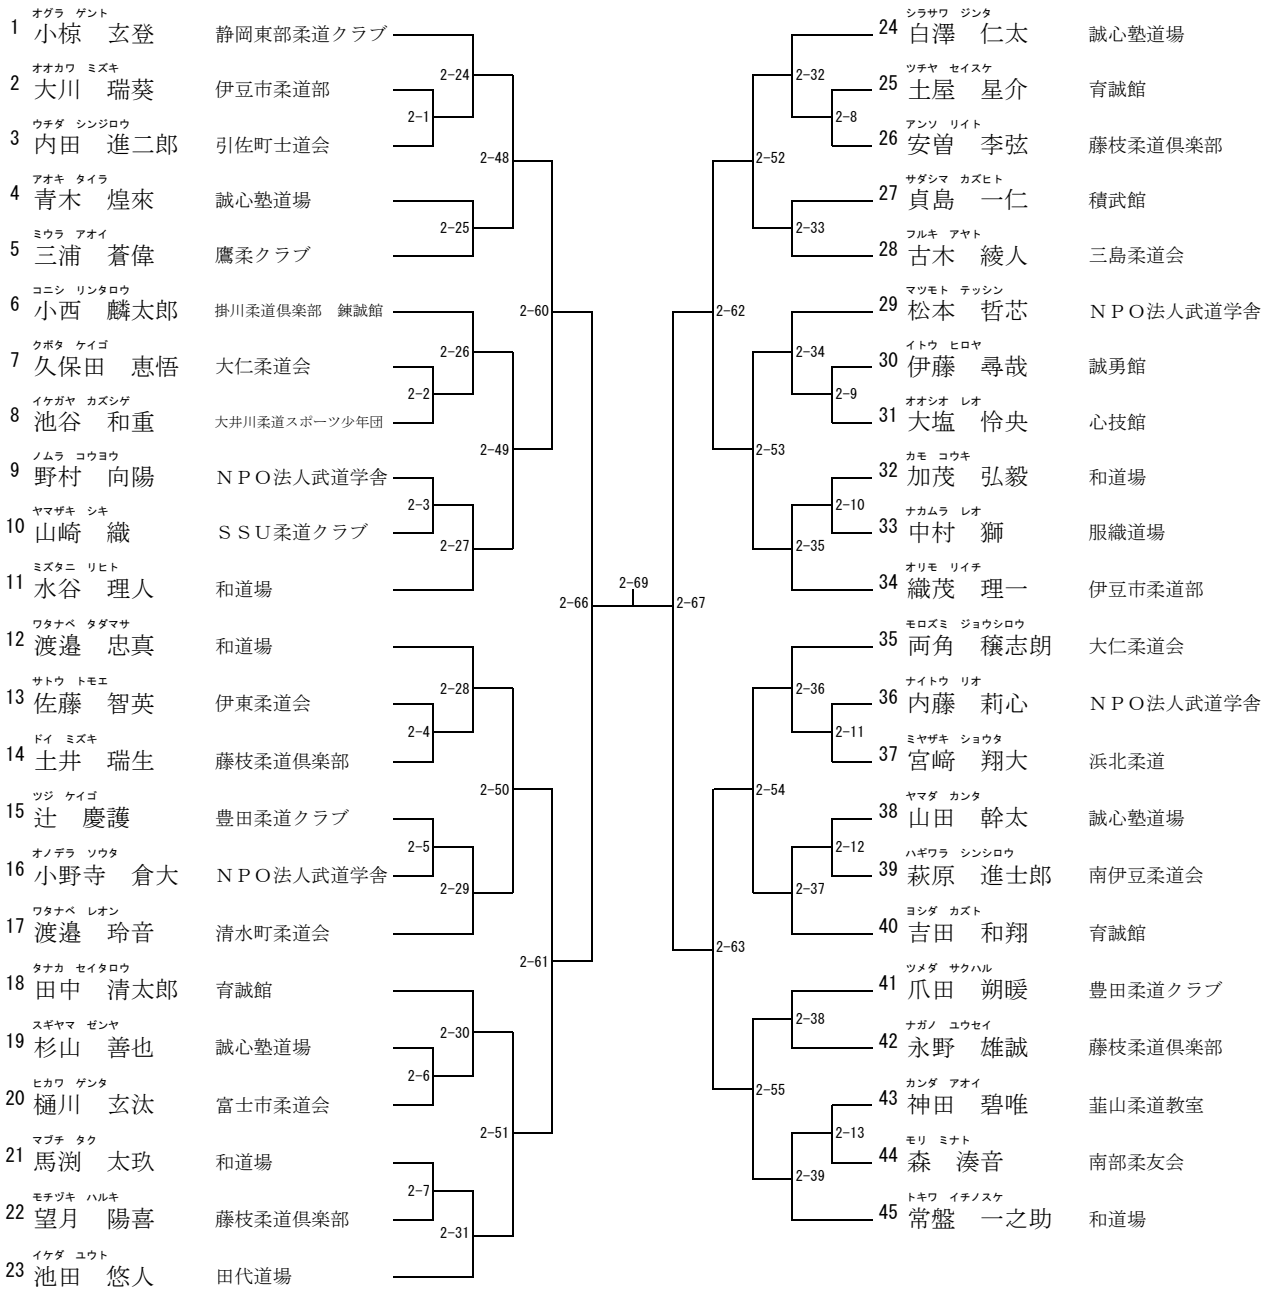 オグラ　ゲント
1 小椋　玄登 静岡東部柔道クラブ
オオカワ　ミズキ
2 大川　瑞葵 伊豆市柔道部
ウチダ　シンジロウ
3 内田　進二郎 引佐町士道会
アオキ　タイラ
4 青木　煌來 誠心塾道場
ミウラ　アオイ
5 三浦　蒼偉 鷹柔クラブ
コニシ　リンタロウ
6 小西　麟太郎 掛川柔道倶楽部　錬誠館
クボタ　ケイゴ
7 久保田　恵悟 大仁柔道会
イケガヤ　カズシゲ
8 池谷　和重 大井川柔道スポーツ少年団
ノムラ　コウヨウ
9 野村　向陽 ＮＰＯ法人武道学舎
ヤマザキ　シキ
10 山崎　織 ＳＳＵ柔道クラブ
ミズタニ　リヒト
11 水谷　理人 和道場
ワタナベ　タダマサ
12 渡邉　忠真 和道場
サトウ　トモエ
13 佐藤　智英 伊東柔道会
ドイ　ミズキ
14 土井　瑞生 藤枝柔道倶楽部
ツジ　ケイゴ
15 辻　慶護 豊田柔道クラブ
オノデラ　ソウタ
16 小野寺　倉大 ＮＰＯ法人武道学舎
ワタナベ　レオン
17 渡邉　玲音 清水町柔道会
タナカ　セイタロウ
18 田中　清太郎 育誠館
スギヤマ　ゼンヤ
19 杉山　善也 誠心塾道場
ヒカワ　ゲンタ
20 樋川　玄汰 富士市柔道会
マブチ　タク
21 馬渕　太玖 和道場
モチヅキ　ハルキ
22 望月　陽喜 藤枝柔道倶楽部
イケダ　ユウト
23 池田　悠人 田代道場
2-1
2-2
2-3
2-4
2-5
2-6
2-7
2-24
2-25
2-26
2-27
2-28
2-29
2-30
2-31
2-48
2-49
2-50
2-51
2-60
2-61
2-66
2-69
2-67
2-62
2-63
2-52
2-53
2-54
2-55
2-32
2-33
2-34
2-35
2-36
2-37
2-38
2-39
2-8
2-9
2-10
2-11
2-12
2-13
シラサワ　ジンタ
24 白澤　仁太 誠心塾道場
ツチヤ　セイスケ
25 土屋　星介 育誠館
アンソ　リイト
26 安曽　李弦 藤枝柔道倶楽部
サダシマ　カズヒト
27 貞島　一仁 積武館
フルキ　アヤト
28 古木　綾人 三島柔道会
マツモト　テッシン
29 松本　哲芯 ＮＰＯ法人武道学舎
イトウ　ヒロヤ
30 伊藤　尋哉 誠勇館
オオシオ　レオ
31 大塩　怜央 心技館
カモ　コウキ
32 加茂　弘毅 和道場
ナカムラ　レオ
33 中村　獅 服織道場
オリモ　リイチ
34 織茂　理一 伊豆市柔道部
モロズミ　ジョウシロウ
35 両角　穣志朗 大仁柔道会
ナイトウ　リオ
36 内藤　莉心 ＮＰＯ法人武道学舎
ミヤザキ　ショウタ
37 宮﨑　翔大 浜北柔道
ヤマダ　カンタ
38 山田　幹太 誠心塾道場
ハギワラ　シンシロウ
39 萩原　進士郎 南伊豆柔道会
ヨシダ　カズト
40 吉田　和翔 育誠館
ツメダ　サクハル
41 爪田　朔暖 豊田柔道クラブ
ナガノ　ユウセイ
42 永野　雄誠 藤枝柔道倶楽部
カンダ　アオイ
43 神田　碧唯 韮山柔道教室
モリ　ミナト
44 森　湊音 南部柔友会
トキワ　イチノスケ
45 常盤　一之助 和道場